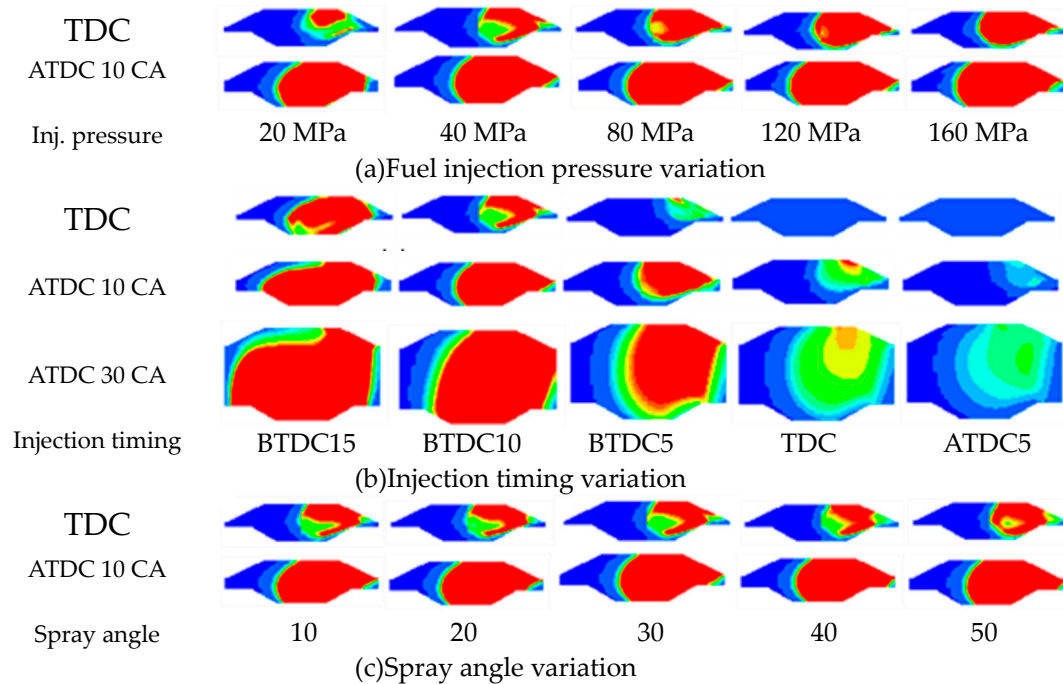 TDC
ATDC 10 CA
Inj. pressure 20 MPa 40 MPa 80 MPa 120 MPa 160 MPa
(a)Fuel injection pressure variation
TDC
ATDC 10 CA
ATDC 30 CA
Injection timing BTDC15 BTDC10 BTDC5 TDC ATDC5
(b)Injection timing variation
TDC
ATDC 10 CA
Spray angle 10 20 30 40 50
(c)Spray angle variation